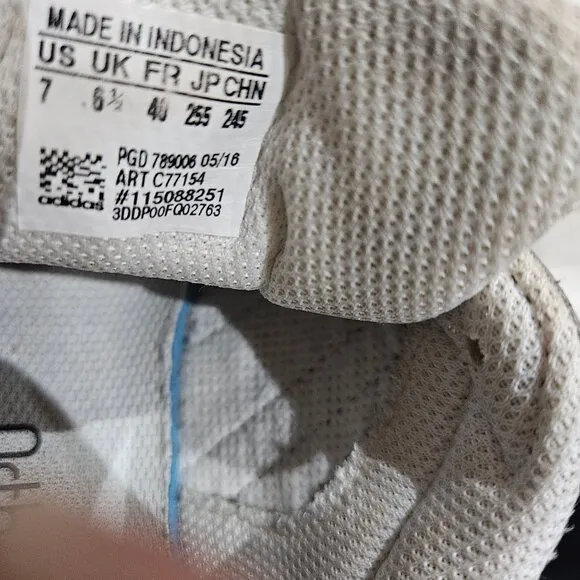 MADE IN INDONESIA
US UK FR JP CHN
7 6½ 40 255 245
PGD 789006 05/16
ART C77154
#115088251
adidas 3DDP00FQ02763
Orth